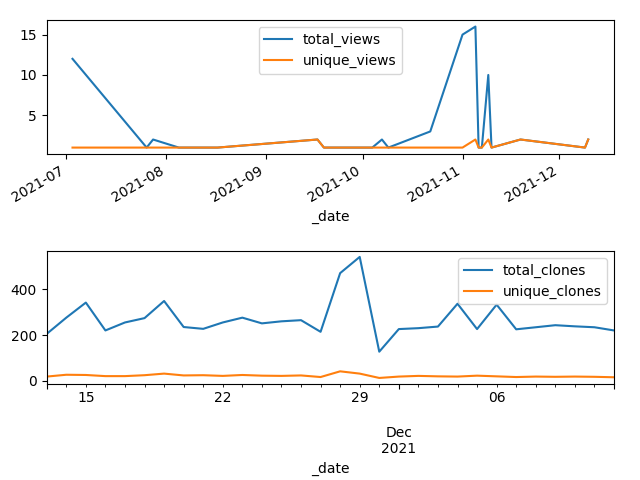 15
10
5
total_views
unique_views
2021-07
2021-08
2021-09
2021-10
2021-11
2021-12
_date
400
200
0
total_clones
unique_clones
15
22
29
06
Dec
2021
_date